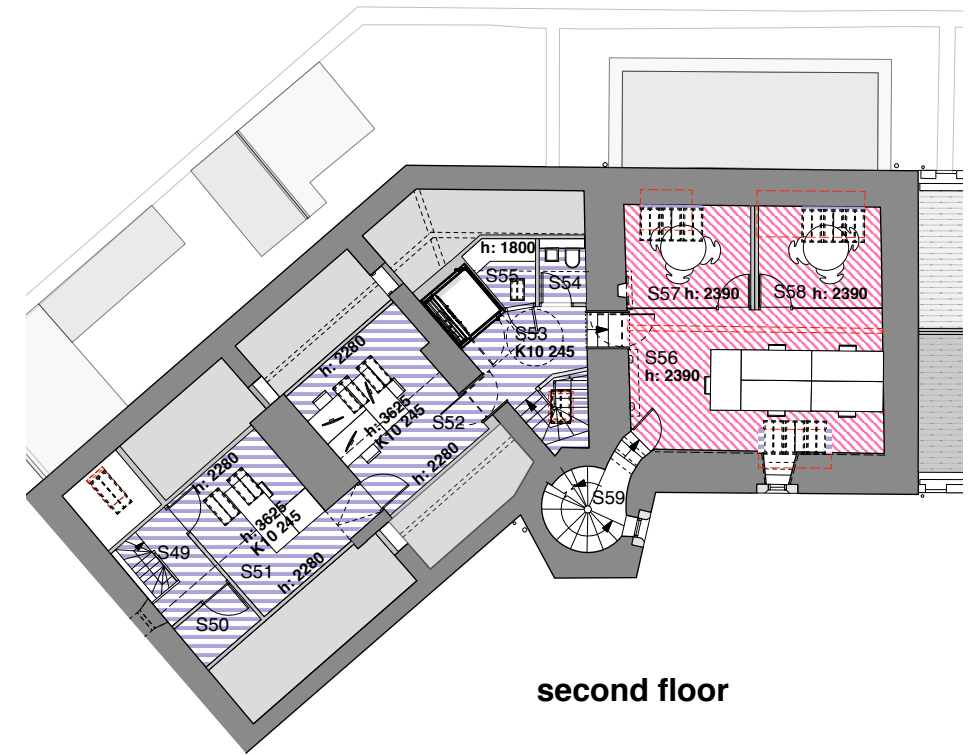 h: 1800
S55
S54
S53
K10 245
S57 h: 2390
S58 h: 2390
S56
h: 2390
h: 2280
h: 3625
K10 245
S52
h: 2280
S59
h: 2280
h: 3625
K10 245
S49
S51
h: 2280
S50
second floor